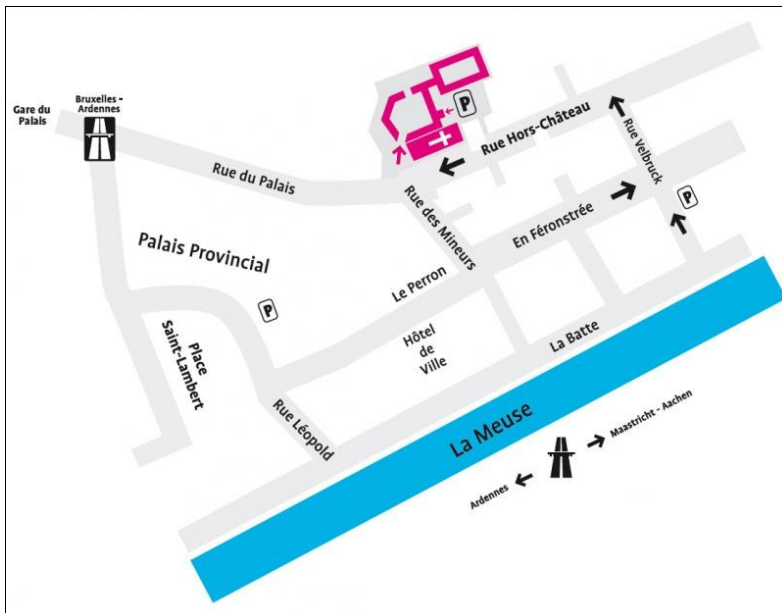 Bruxelles -
Ardennes
Gare du
Palais
P
Rue Hors-Château
Rue Velbruck
Rue du Palais
Rue des Mineurs
P
En Féronstrée
Palais Provincial
Le Perron
P
Place
Saint-Lambert
Hôtel
de
Ville
La Batte
Rue Léopold
La Meuse
Maastricht - Aachen
Ardennes